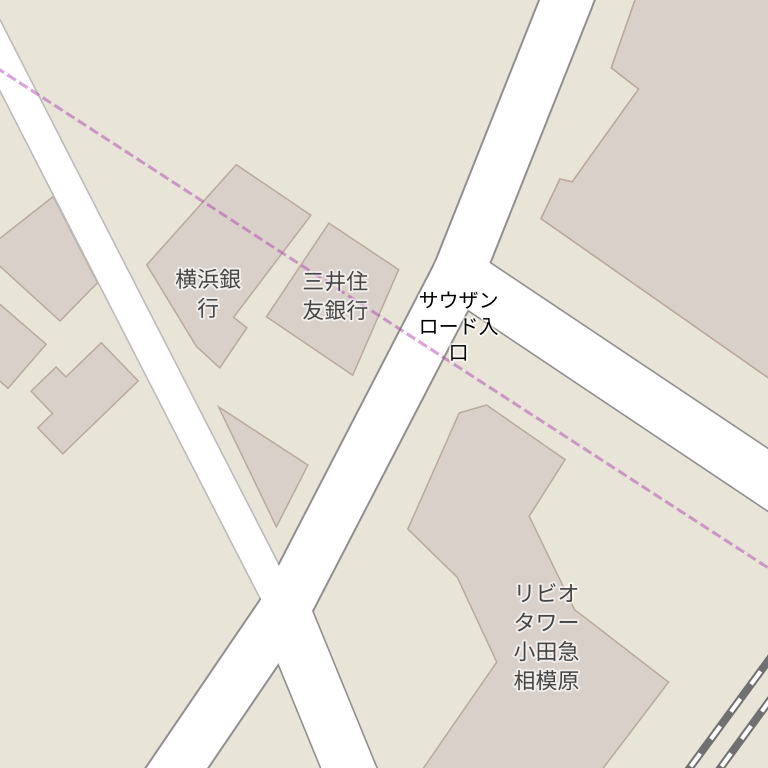 横浜銀
行
三井住
友銀行
サウザン
ロード入
口
リビオ
タワー
小田急
相模原